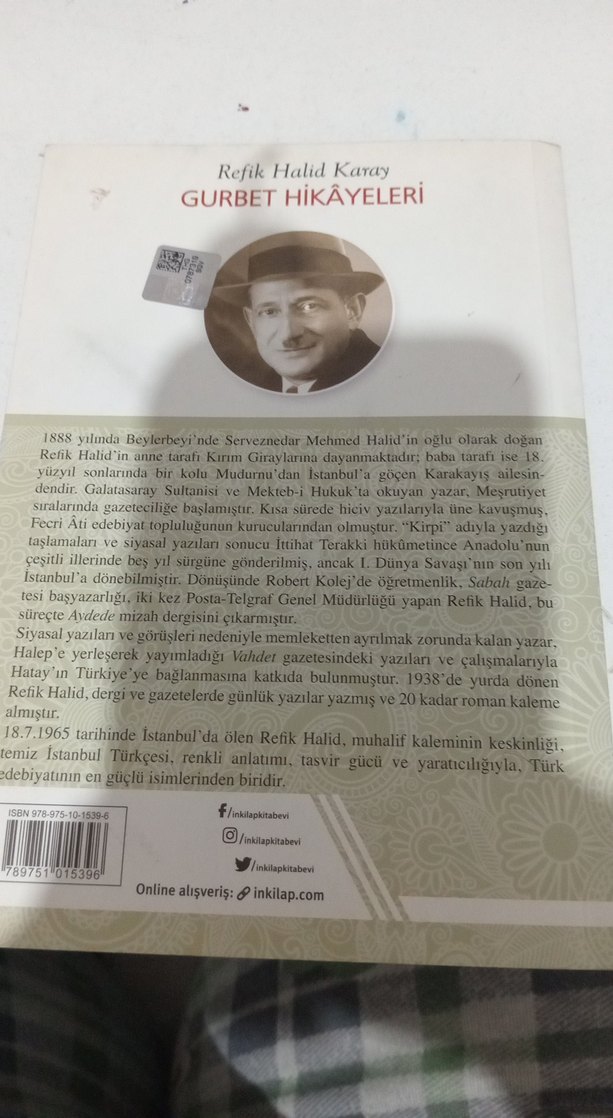 Refik Halid Karay
GURBET HİKÂYELERİ
THG
0787319
BGV
1888 yılında Beylerbeyi'nde Serveznedar Mehmed Halid'in oğlu olarak doğan
Refik Halid'in anne tarafı Kırım Giraylarına dayanmaktadır; baba tarafı ise 18.
yüzyıl sonlarında bir kolu Mudurnu'dan İstanbul'a göçen Karakayış ailesin-
dendir. Galatasaray Sultanisi ve Mekteb-i Hukuk'ta okuyan yazar, Meşrutiyet
sıralarında gazeteciliğe başlamıştır. Kısa sürede hiciv yazılarıyla üne kavuşmuş,
Fecri Âti edebiyat topluluğunun kurucularından olmuştur. “Kirpi” adıyla yazdığı
taşlamaları ve siyasal yazıları sonucu İttihat Terakki hükûmetince Anadolu'nun
çeşitli illerinde beş yıl sürgüne gönderilmiş, ancak I. Dünya Savaşı'nın son yılı
İstanbul'a dönebilmiştir. Dönüşünde Robert Kolej'de öğretmenlik, Sabah gaze-
tesi başyazarlığı, iki kez Posta-Telgraf Genel Müdürlüğü yapan Refik Halid, bu
süreçte Aydede mizah dergisini çıkarmıştır.
Siyasal yazıları ve görüşleri nedeniyle memleketten ayrılmak zorunda kalan yazar,
Halep'e yerleşerek yayımladığı Vahdet gazetesindeki yazıları ve çalışmalarıyla
Hatay'ın Türkiye'ye bağlanmasına katkıda bulunmuştur. 1938'de yurda dönen
Refik Halid, dergi ve gazetelerde günlük yazılar yazmış ve 20 kadar roman kaleme
almıştır.
18.7.1965 tarihinde İstanbul'da ölen Refik Halid, muhalif kaleminin keskinliği,
temiz İstanbul Türkçesi, renkli anlatımı, tasvir gücü ve yaratıcılığıyla, Türk
edebiyatının en güçlü isimlerinden biridir.
ISBN 978-975-10-1539-6
789751 015396
/inkilapkitabevi
/inkilapkitabevi
/inkilapkitabevi
Online alışveriş: inkilap.com